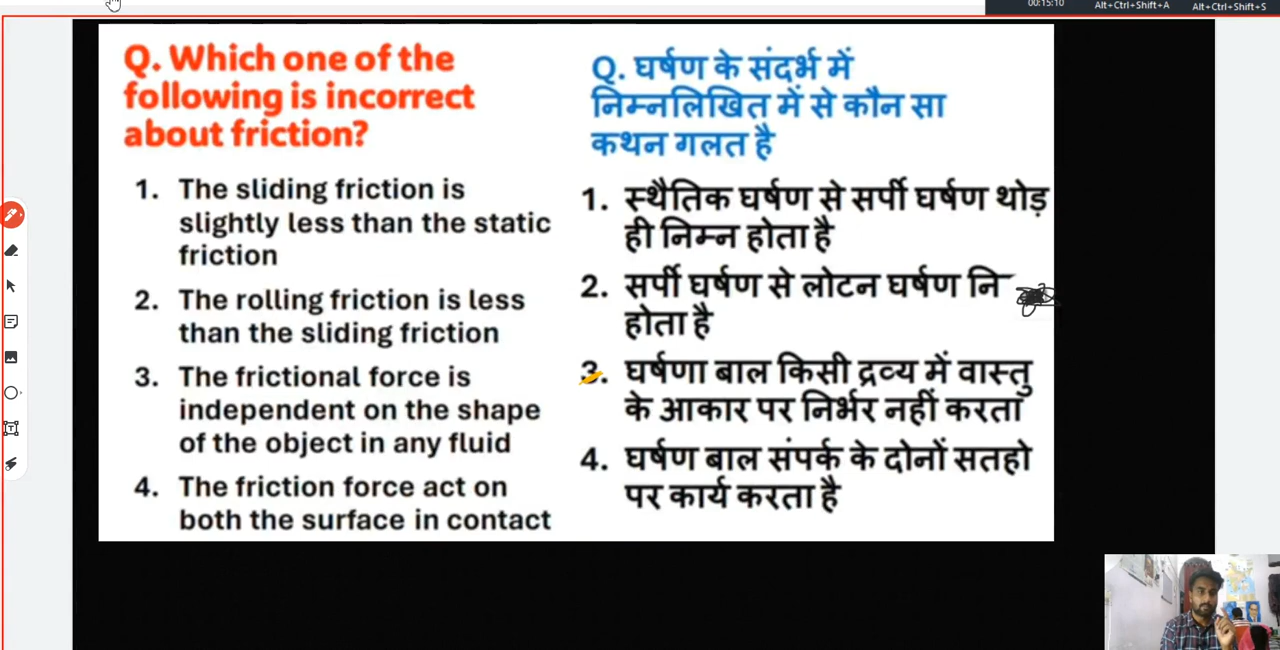 00:15:10 Alt+Ctrl+Shift+A Alt+Ctrl+Shift+S
Q. Which one of the
following is incorrect
about friction?
1. The sliding friction is
slightly less than the static
friction
2. The rolling friction is less
than the sliding friction
3. The frictional force is
independent on the shape
of the object in any fluid
4. The friction force act on
both the surface in contact
Q. घर्षण के संदर्भ में
निम्नलिखित में से कौन सा
कथन गलत है
1. स्थैतिक घर्षण से सर्पी घर्षण थोड़
ही निम्न होता है
2. सर्पी घर्षण से लोटन घर्षण नि
होता है
3. घर्षणा बाल किसी द्रव्य में वास्तु
के आकार पर निर्भर नहीं करता
4. घर्षण बाल संपर्क के दोनों सतहो
पर कार्य करता है